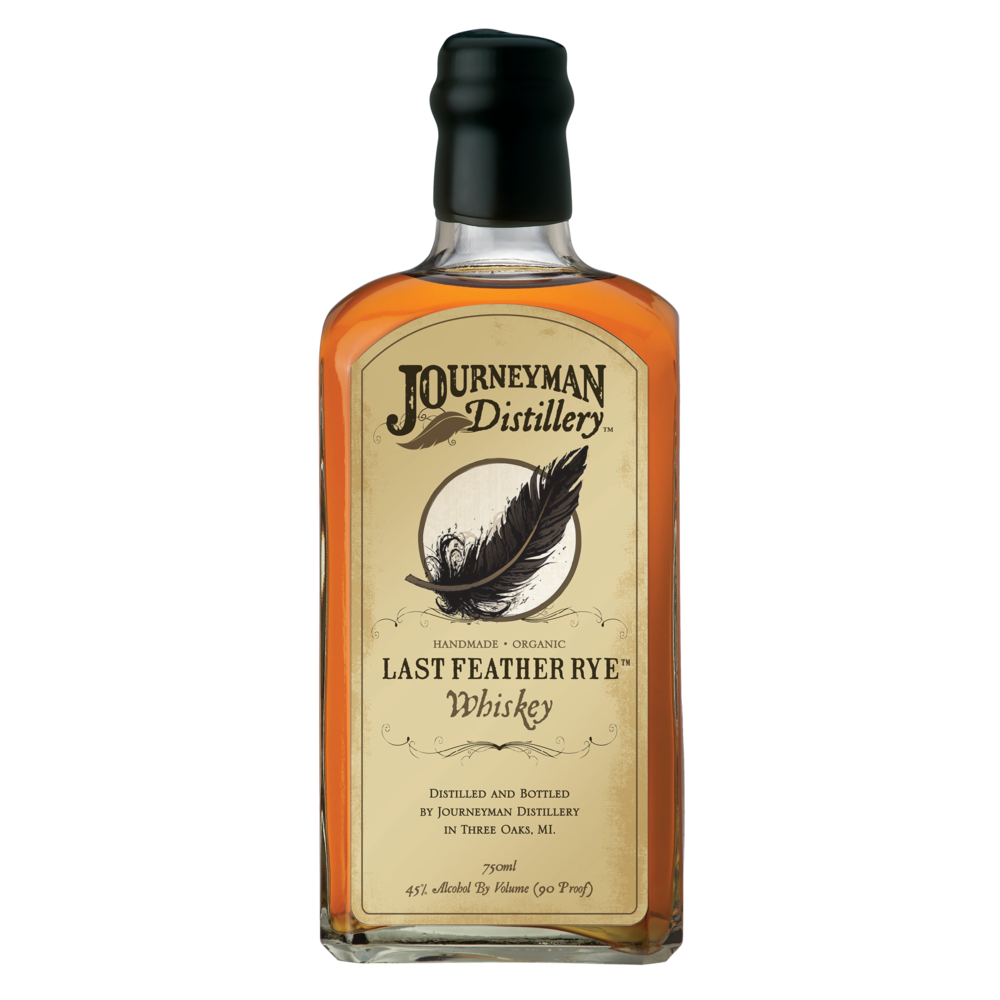 JOURNEYMAN
Distillery™
HANDMADE • ORGANIC
LAST FEATHER RYE™
Whiskey
DISTILLED AND BOTTLED
BY JOURNEYMAN DISTILLERY
IN THREE OAKS, MI.
750ml
45% Alcohol By Volume (90 Proof)